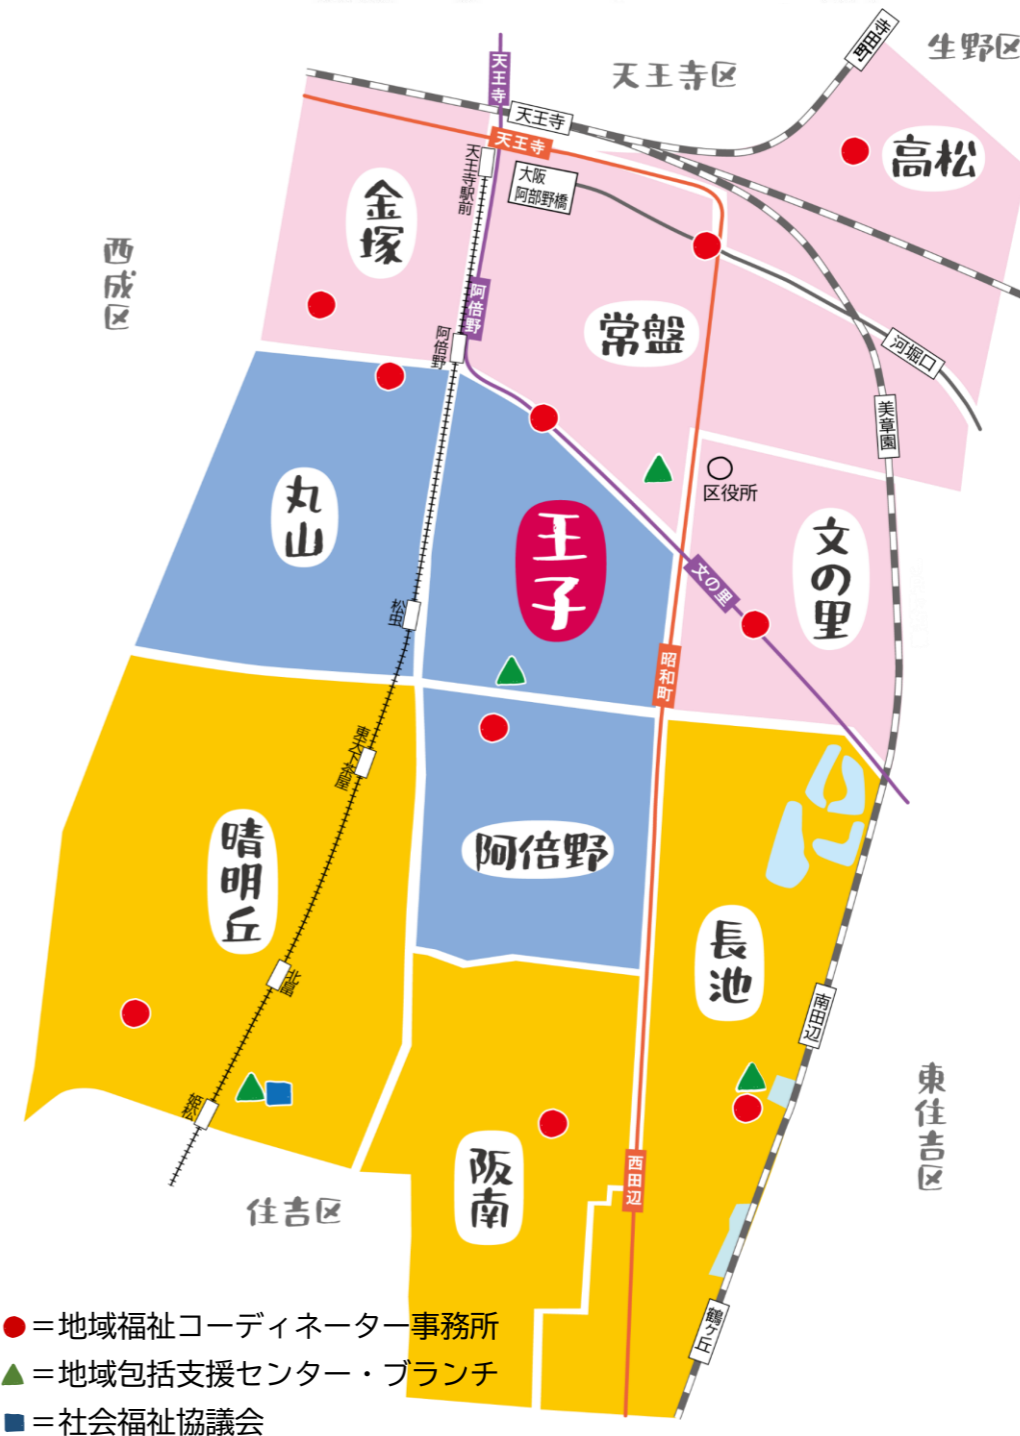 天王寺
天王寺区
寺田町
生野区
天王寺
天王寺
天王寺駅前
大阪
阿部野橋
高松
金塚
西成区
阿倍野
阿倍野
常盤
河堀口
美章園
区役所
丸山
王子
文の里
文の里
松虫
昭和町
東天下茶屋
阿倍野
晴明丘
長池
北畠
南田辺
東住吉区
姫松
阪南
西田辺
住吉区
鶴ケ丘
=地域福祉コーディネーター事務所
=地域包括支援センター・ブランチ
=社会福祉協議会